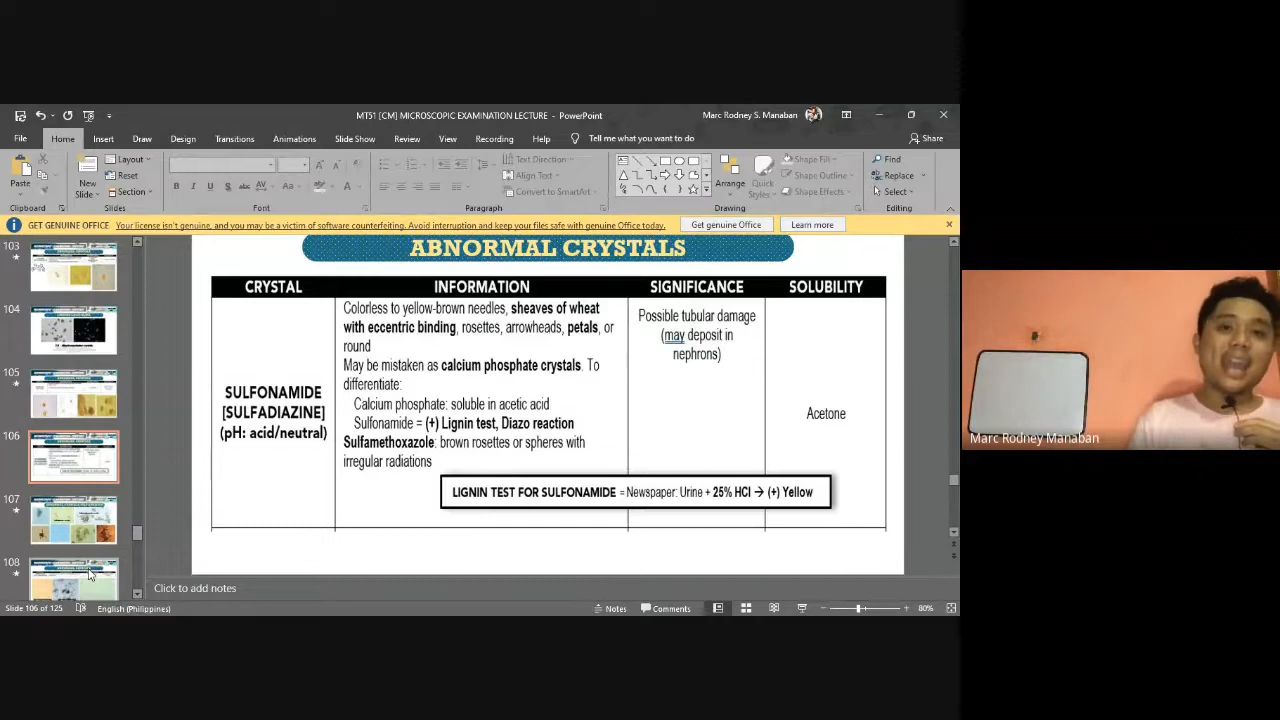 MT51 [CM] MICROSCOPIC EXAMINATION LECTURE - PowerPoint
Marc Rodney S. Manaban
File Home Insert Draw Design Transitions Animations Slide Show Review View Recording Help Tell me what you want to do Share
Paste
New
Slide
Layout
Reset
Section
Text Direction
Align Text
Convert to SmartArt
Arrange
Quick
Styles
Shape Fill
Shape Outline
Shape Effects
Find
Replace
Select
Clipboard Slides Font Paragraph Drawing Editing
GET GENUINE OFFICE Your license isn't genuine, and you may be a victim of software counterfeiting. Avoid interruption and keep your files safe with genuine Office today. Get genuine Office Learn more
103
104
105
106
107
108
ABNORMAL CRYSTALS
CRYSTAL INFORMATION SIGNIFICANCE SOLUBILITY
SULFONAMIDE
[SULFADIAZINE]
(pH: acid/neutral)
Colorless to yellow-brown needles, sheaves of wheat
with eccentric binding, rosettes, arrowheads, petals, or
round
May be mistaken as calcium phosphate crystals. To
differentiate:
Calcium phosphate: soluble in acetic acid
Sulfonamide = (+) Lignin test, Diazo reaction
Sulfamethoxazole: brown rosettes or spheres with
irregular radiations
Possible tubular damage
(may deposit in
nephrons)
Acetone
LIGNIN TEST FOR SULFONAMIDE = Newspaper: Urine + 25% HCl → (+) Yellow
Click to add notes
Slide 106 of 125 English (Philippines) Notes Comments 80%
Marc Rodney Manaban